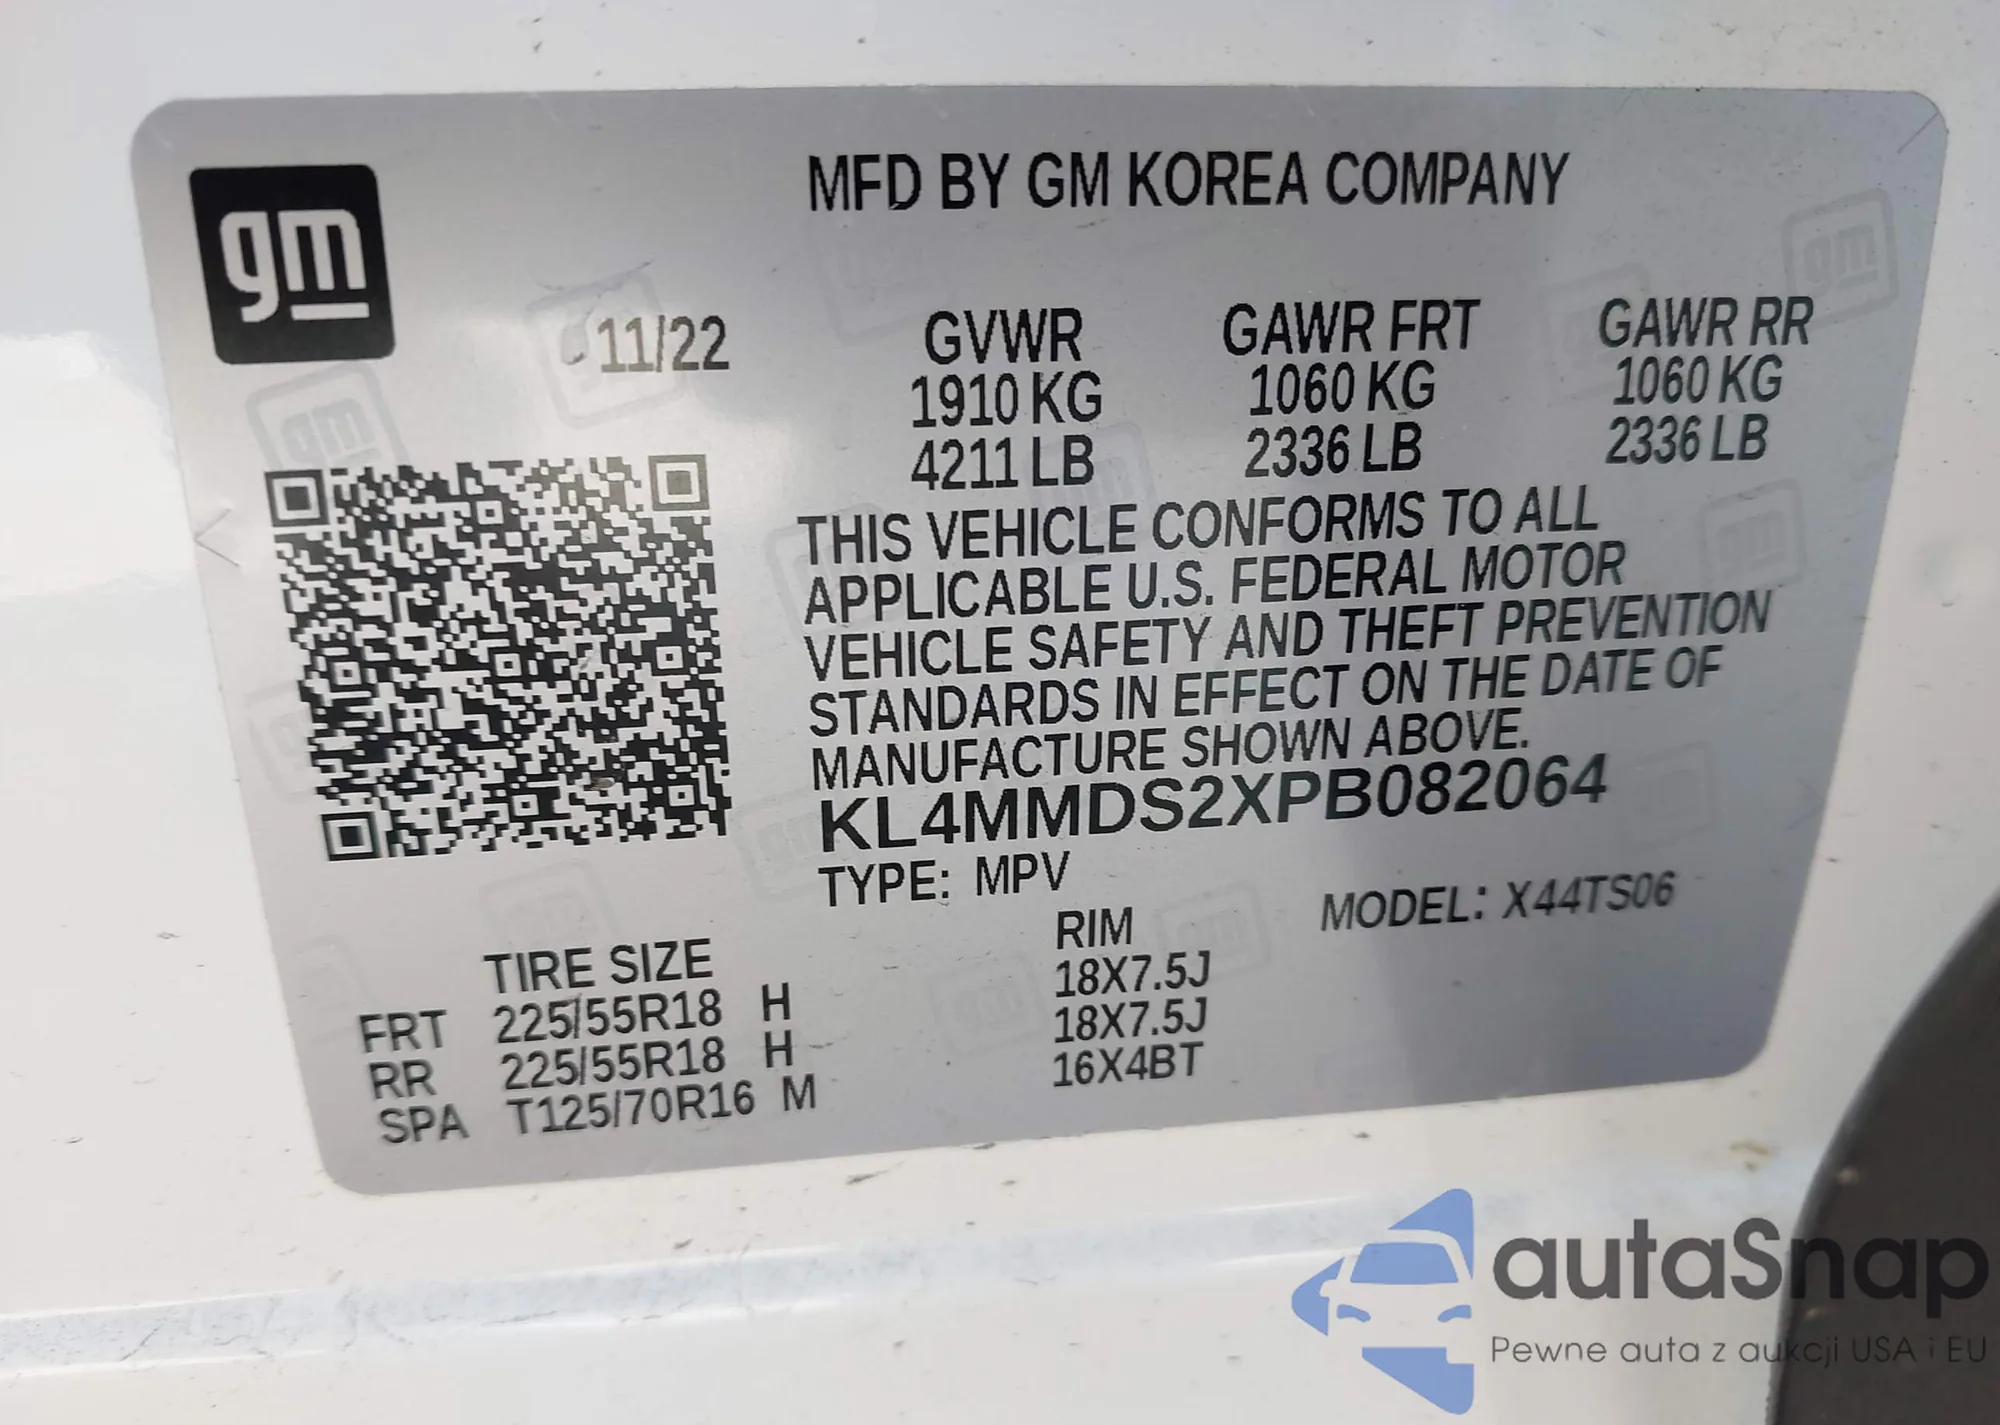 gm
MFD BY GM KOREA COMPANY
11/22
GVWR GAWR FRT GAWR RR
1910 KG 1060 KG 1060 KG
4211 LB 2336 LB 2336 LB
THIS VEHICLE CONFORMS TO ALL
APPLICABLE U.S. FEDERAL MOTOR
VEHICLE SAFETY AND THEFT PREVENTION
STANDARDS IN EFFECT ON THE DATE OF
MANUFACTURE SHOWN ABOVE.
KL4MMDS2XPB082064
TYPE: MPV MODEL: X44TS06
TIRE SIZE RIM
FRT 225/55R18 H 18X7.5J
RR 225/55R18 H 18X7.5J
SPA T125/70R16 M 16X4BT
autaSnap
Pewne auta z aukcji USA i EU